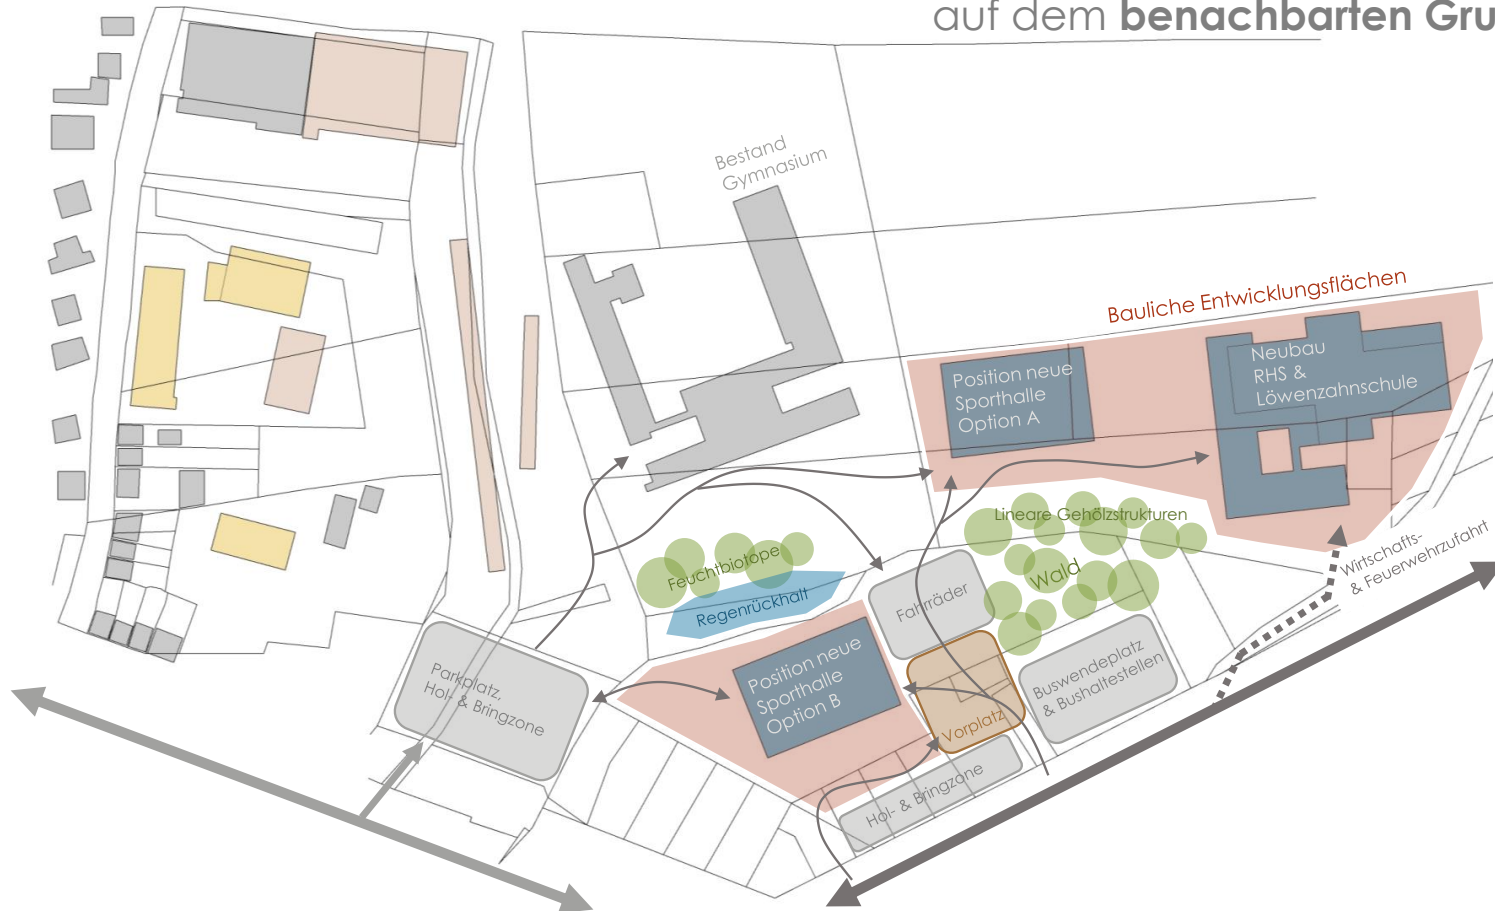 auf dem benachbarten Gru
Bestand
Gymnasium
Bauliche Entwicklungsflächen
Position neue
Sporthalle
Option A
Neubau
RHS &
Löwenzahnschule
Lineare Gehölzstrukturen
Wald
Feuchtbiotope
Regenrückhalt
Fahrräder
Wirtschafts-
& Feuerwehrzufahrt
Parkplatz,
Hol- & Bringzone
Position neue
Sporthalle
Option B
Buswendeplatz
& Bushaltestellen
Vorplatz
Hol- & Bringzone